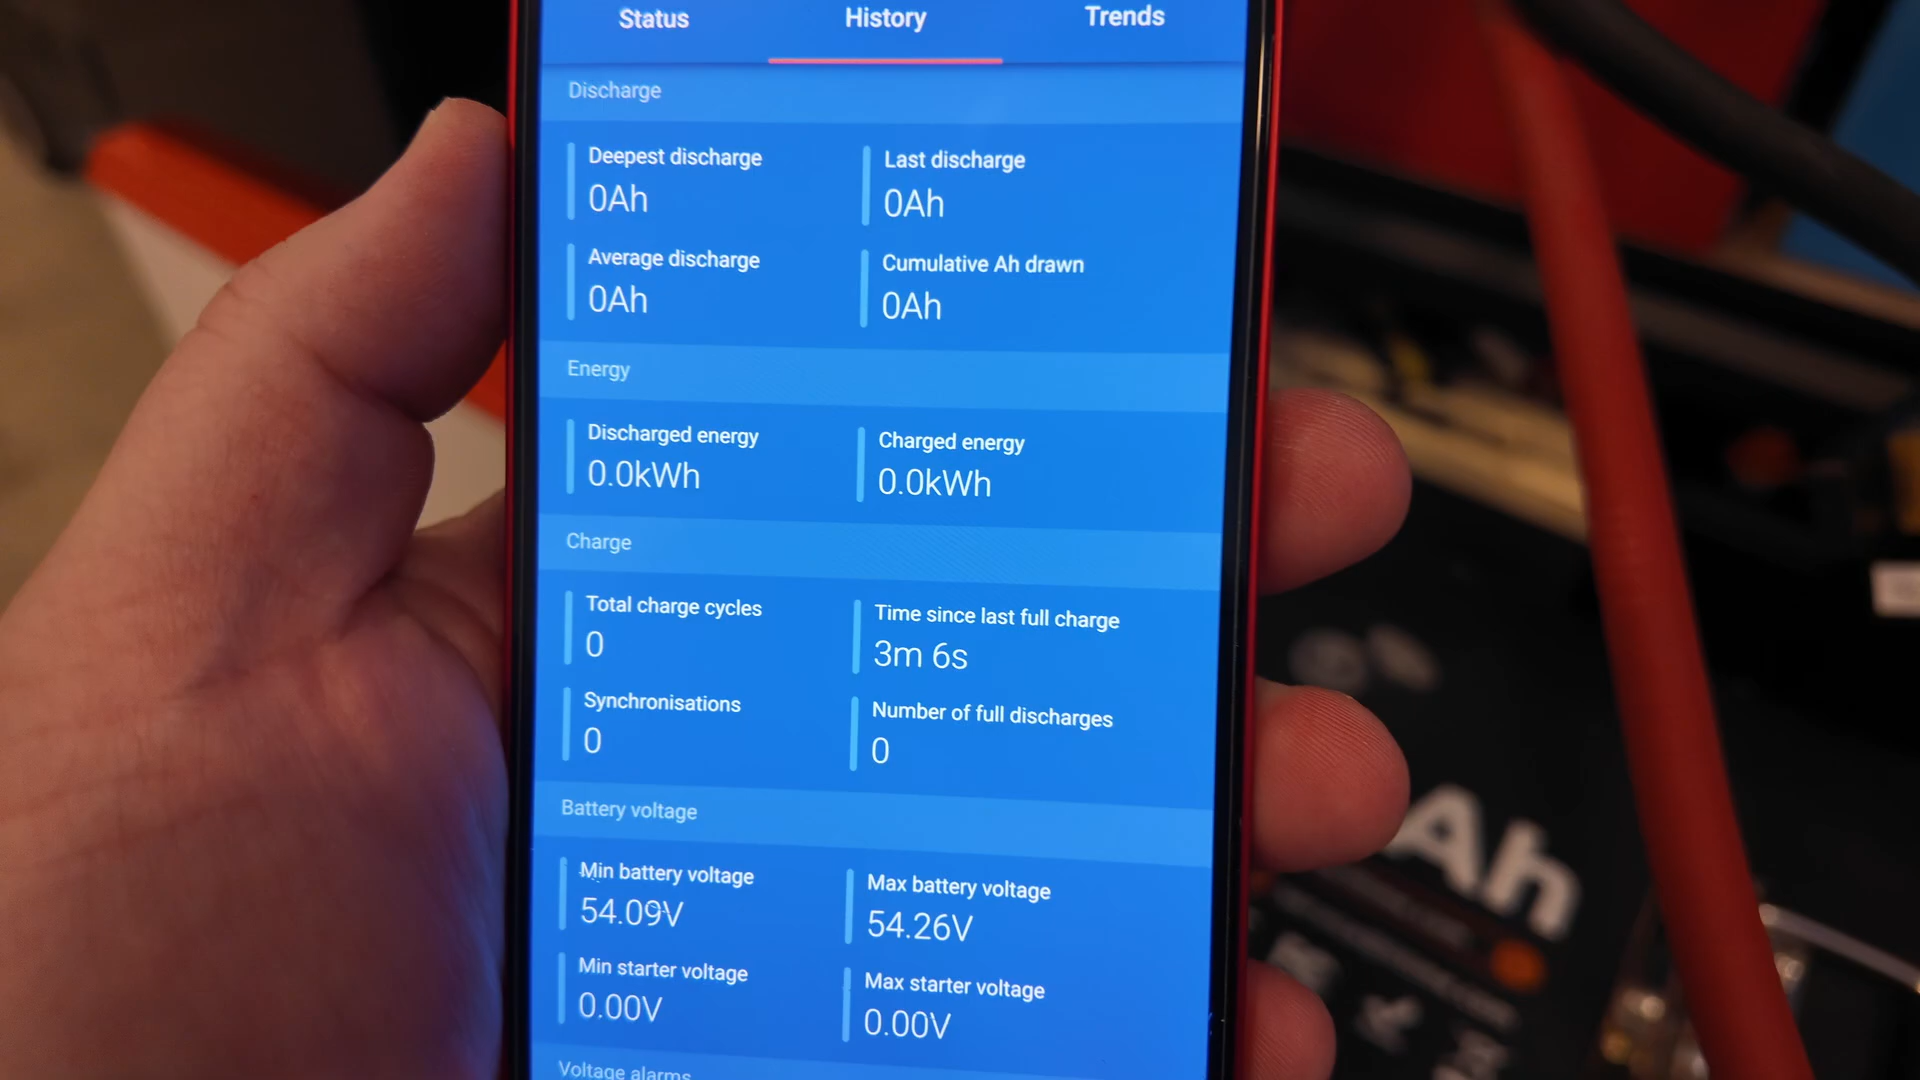 Status History Trends
Discharge
Deepest discharge
0Ah
Last discharge
0Ah
Average discharge
0Ah
Cumulative Ah drawn
0Ah
Energy
Discharged energy
0.0kWh
Charged energy
0.0kWh
Charge
Total charge cycles
0
Time since last full charge
3m 6s
Synchronisations
0
Number of full discharges
0
Battery voltage
Min battery voltage
54.09V
Max battery voltage
54.26V
Min starter voltage
0.00V
Max starter voltage
0.00V
Voltage alarms
Ah